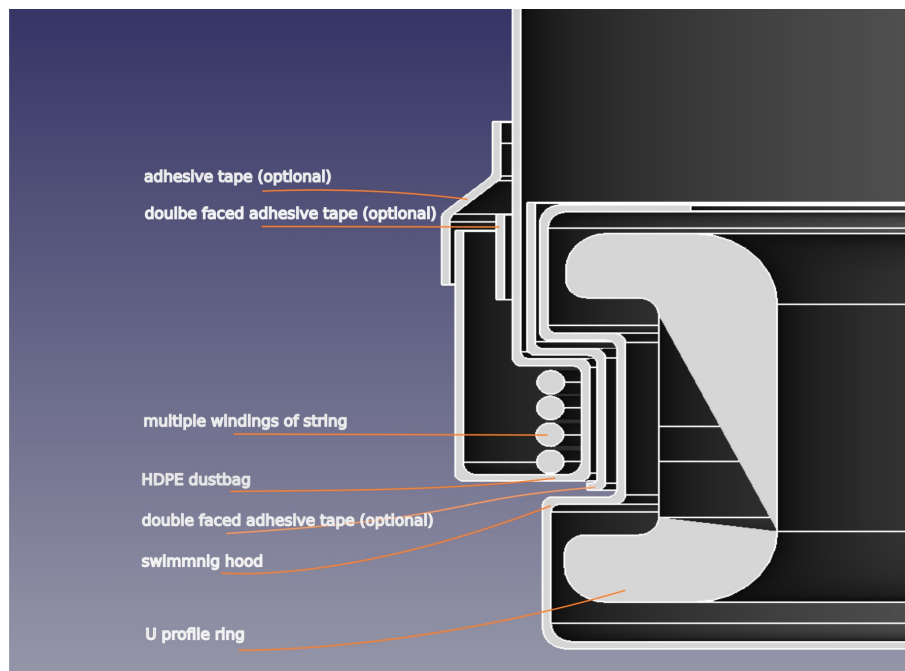 adhesive tape (optional)
doulbe faced adhesive tape (optional)
multiple windings of string
HDPE dustbag
double faced adhesive tape (optional)
swimmnig hood
U profile ring